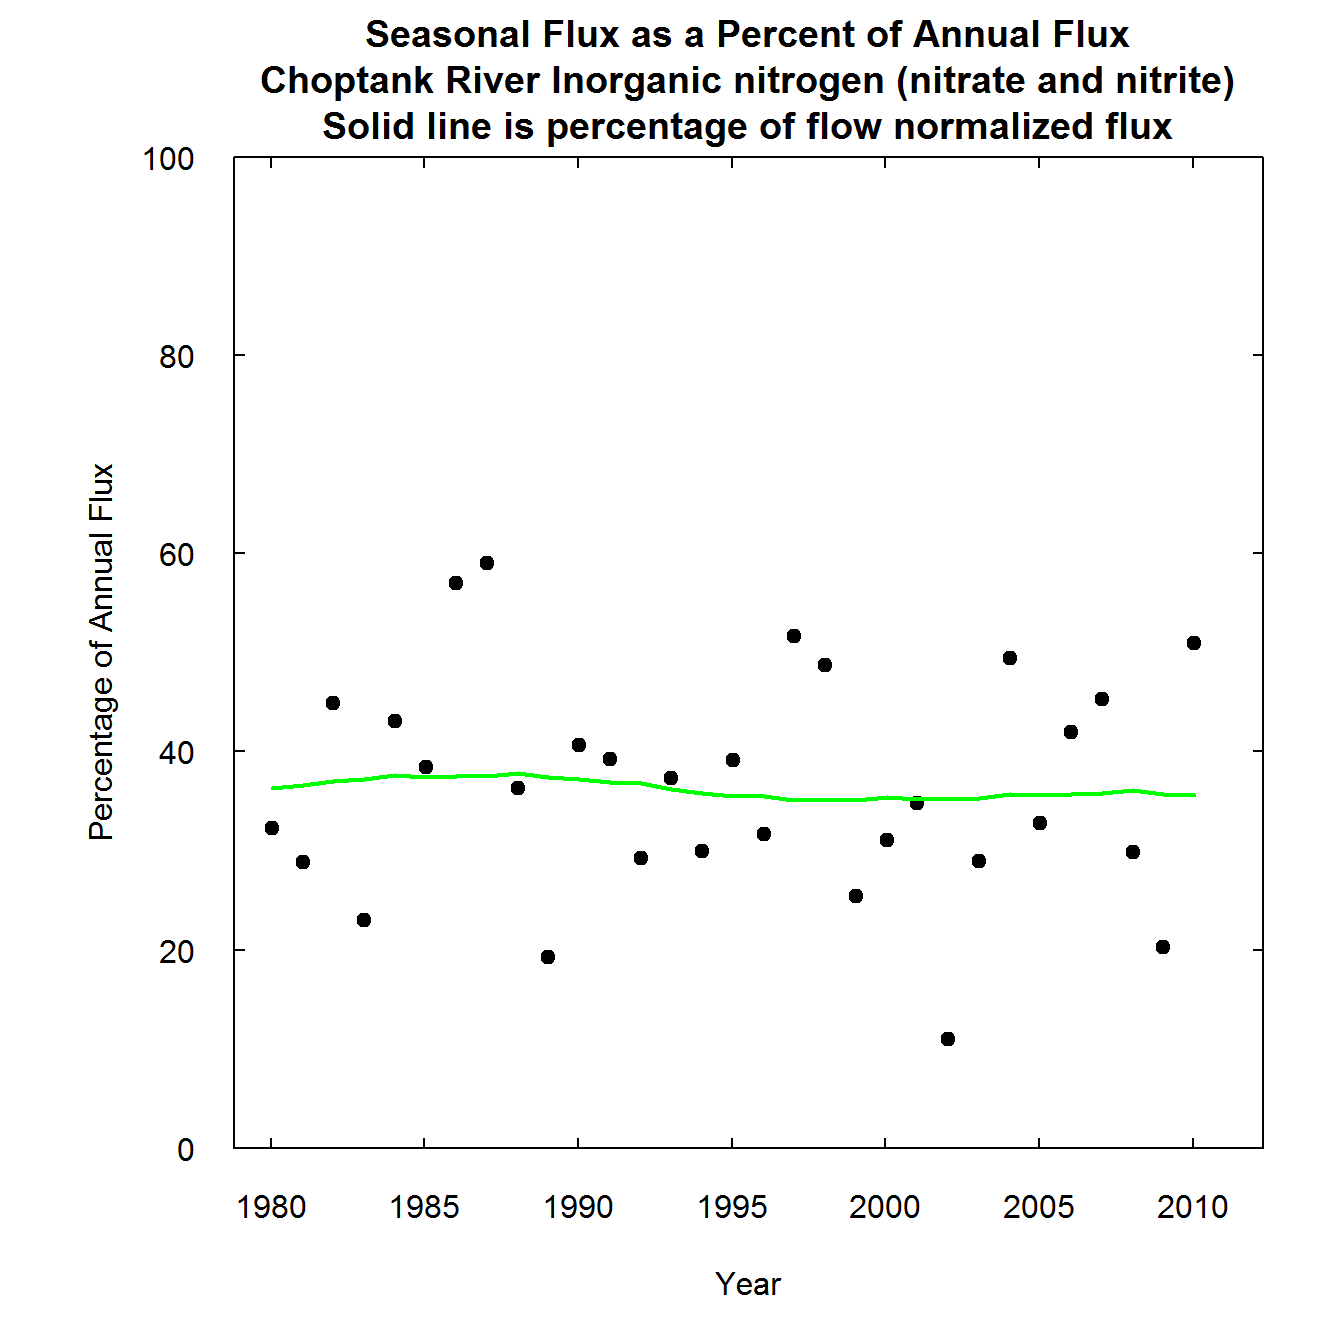 Seasonal Flux as a Percent of Annual Flux
Choptank River Inorganic nitrogen (nitrate and nitrite)
Solid line is percentage of flow normalized flux
100
80
60
40
20
0
Percentage of Annual Flux
1980 1985 1990 1995 2000 2005 2010
Year